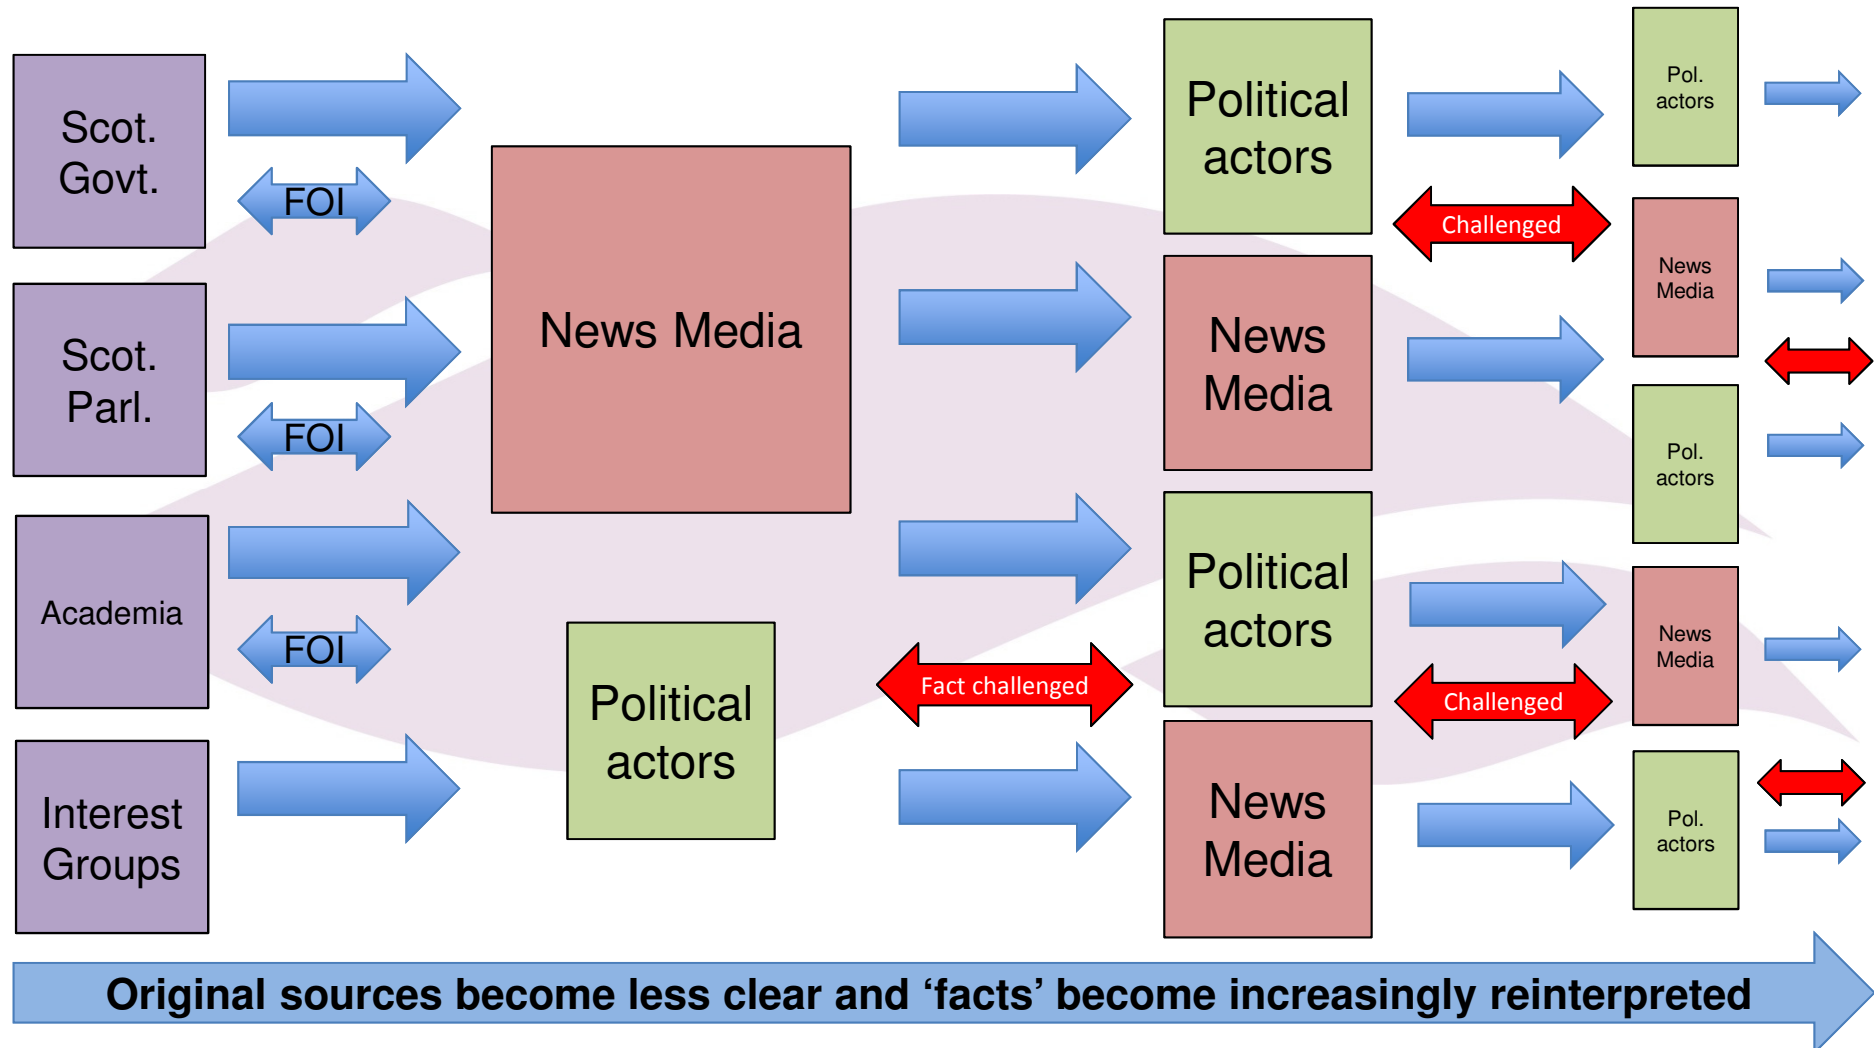 Scot.
Govt.
FOI
Scot.
Parl.
FOI
Academia
FOI
Interest
Groups
News Media
Political
actors
Fact challenged
Political
actors
News
Media
Political
actors
News
Media
Challenged
Challenged
Pol.
actors
News
Media
Pol.
actors
News
Media
Pol.
actors
Original sources become less clear and ‘facts’ become increasingly reinterpreted